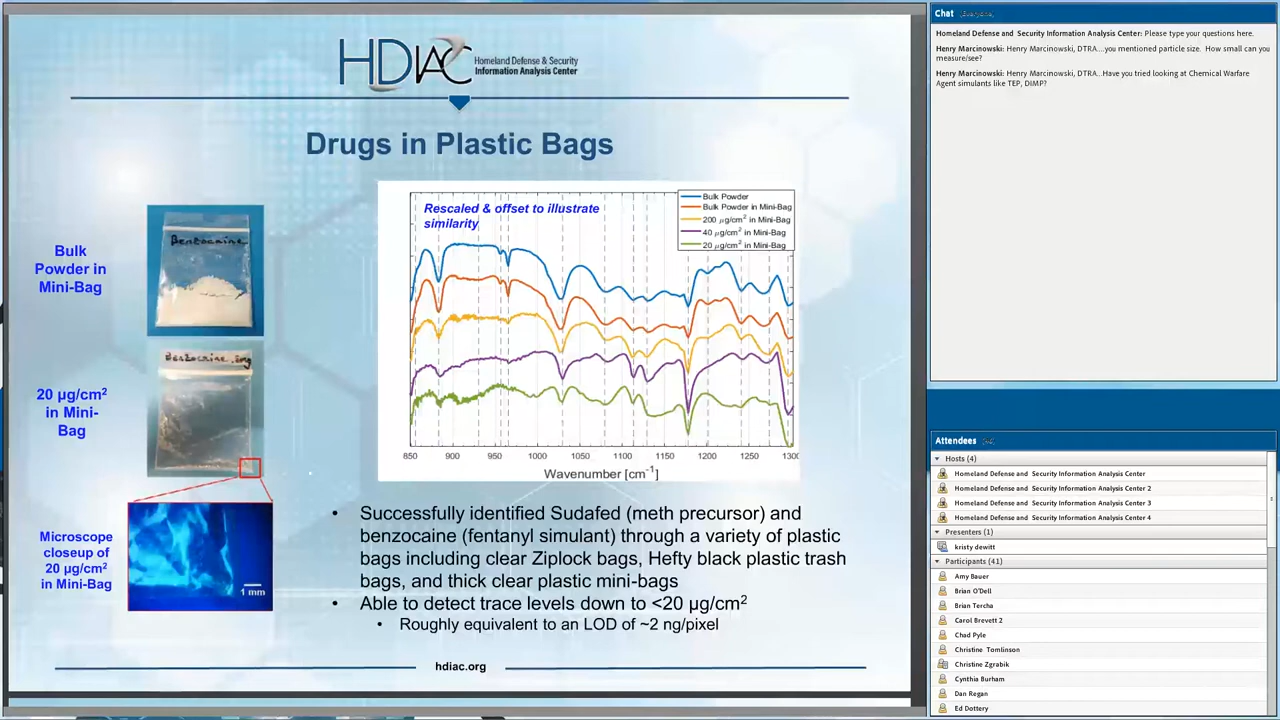 HDIAC
Homeland Defense & Security
Information Analysis Center
Drugs in Plastic Bags
Bulk
Powder in
Mini-Bag
Benzocaine
20 µg/cm2
in Mini-
Bag
Microscope
closeup of
20 µg/cm2
in Mini-Bag
1 mm
Rescaled & offset to illustrate
similarity
Bulk Powder
Bulk Powder in Mini-Bag
200 µg/cm2 in Mini-Bag
40 µg/cm2 in Mini-Bag
20 µg/cm2 in Mini-Bag
850 900 950 1000 1050 1100 1150 1200 1250 1300
Wavenumber [cm-1]
• Succesfully identified Sudafed (meth precursor) and
benzocaine (fentanyl simulant) through a variety of plastic
bags including clear Ziplock bags, Hefty black plastic trash
bags, and thick clear plastic mini-bags
• Able to detect trace levels down to <20 µg/cm2
• Roughly equivalent to an LOD of ~2 ng/pixel
hdiac.org
Chat (Everyone)
Homeland Defense and Security Information Analysis Center: Please type your questions here.
Henry Marcinowski: Henry Marcinowski, DTRA...you mentioned particle size. How small can you
measure/see?
Henry Marcinowski: Henry Marcinowski, DTRA...Have you tried looking at Chemical Warfare
Agent simulants like TEP, DIMP?
Attendees
Hosts (4)
Homeland Defense and Security Information Analysis Center
Homeland Defense and Security Information Analysis Center 2
Homeland Defense and Security Information Analysis Center 3
Homeland Defense and Security Information Analysis Center 4
Presenters (1)
kristy dewitt
Participants (41)
Amy Bauer
Brian O'Dell
Brian Tercha
Carol Brevett 2
Chad Pyle
Christine Tomlinson
Christine Zgrabik
Cynthia Burham
Dan Regan
Ed Dottery